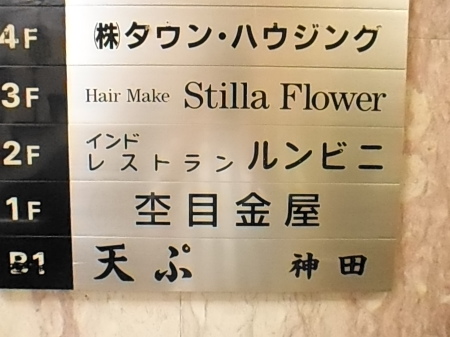 4F ㈱タウン・ハウジング
3F Hair Make Stilla Flower
2F インド
レストラン ルンビニ
1F 杢目金屋
B1 天ぷ 神田